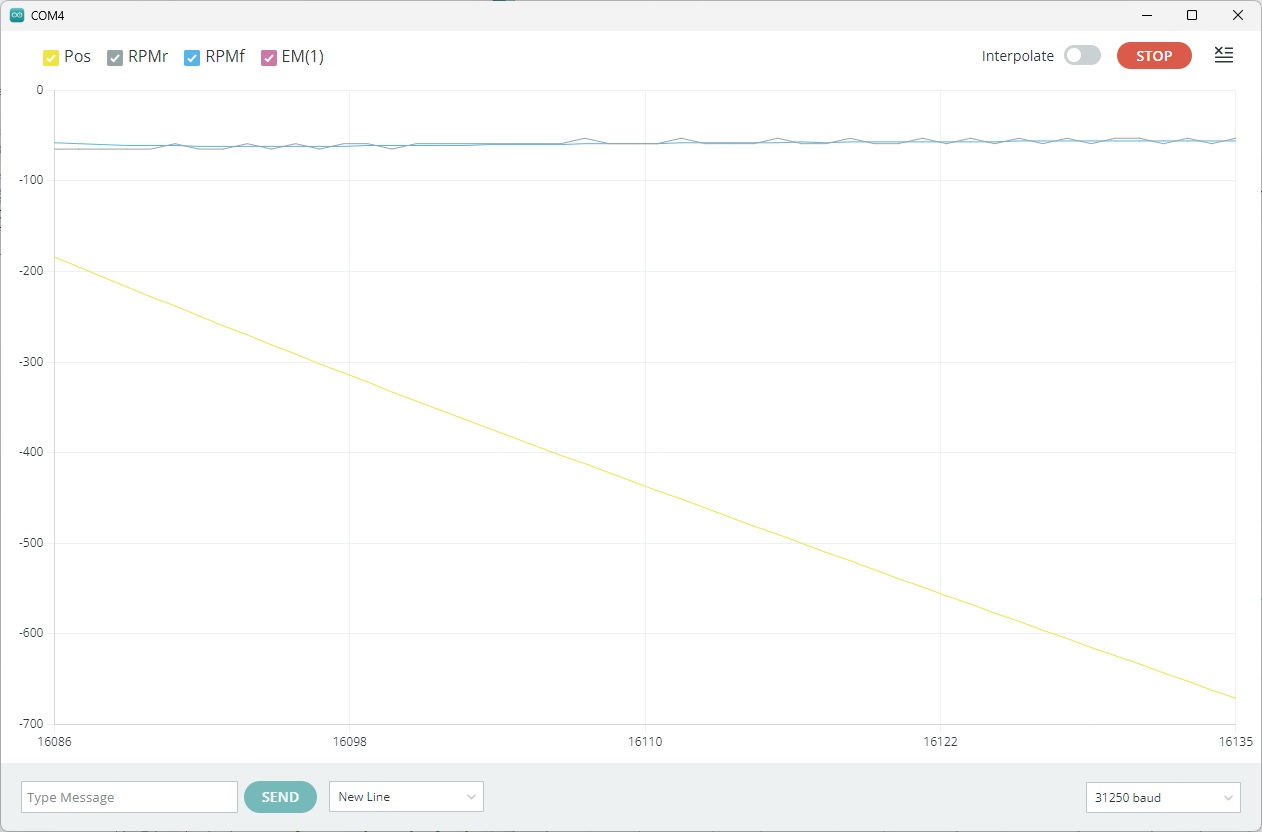 COM4
Pos RPMr RPMf EM(1) Interpolate STOP
0
-100
-200
-300
-400
-500
-600
-700
16086 16098 16110 16122 16135
Type Message SEND New Line 31250 baud